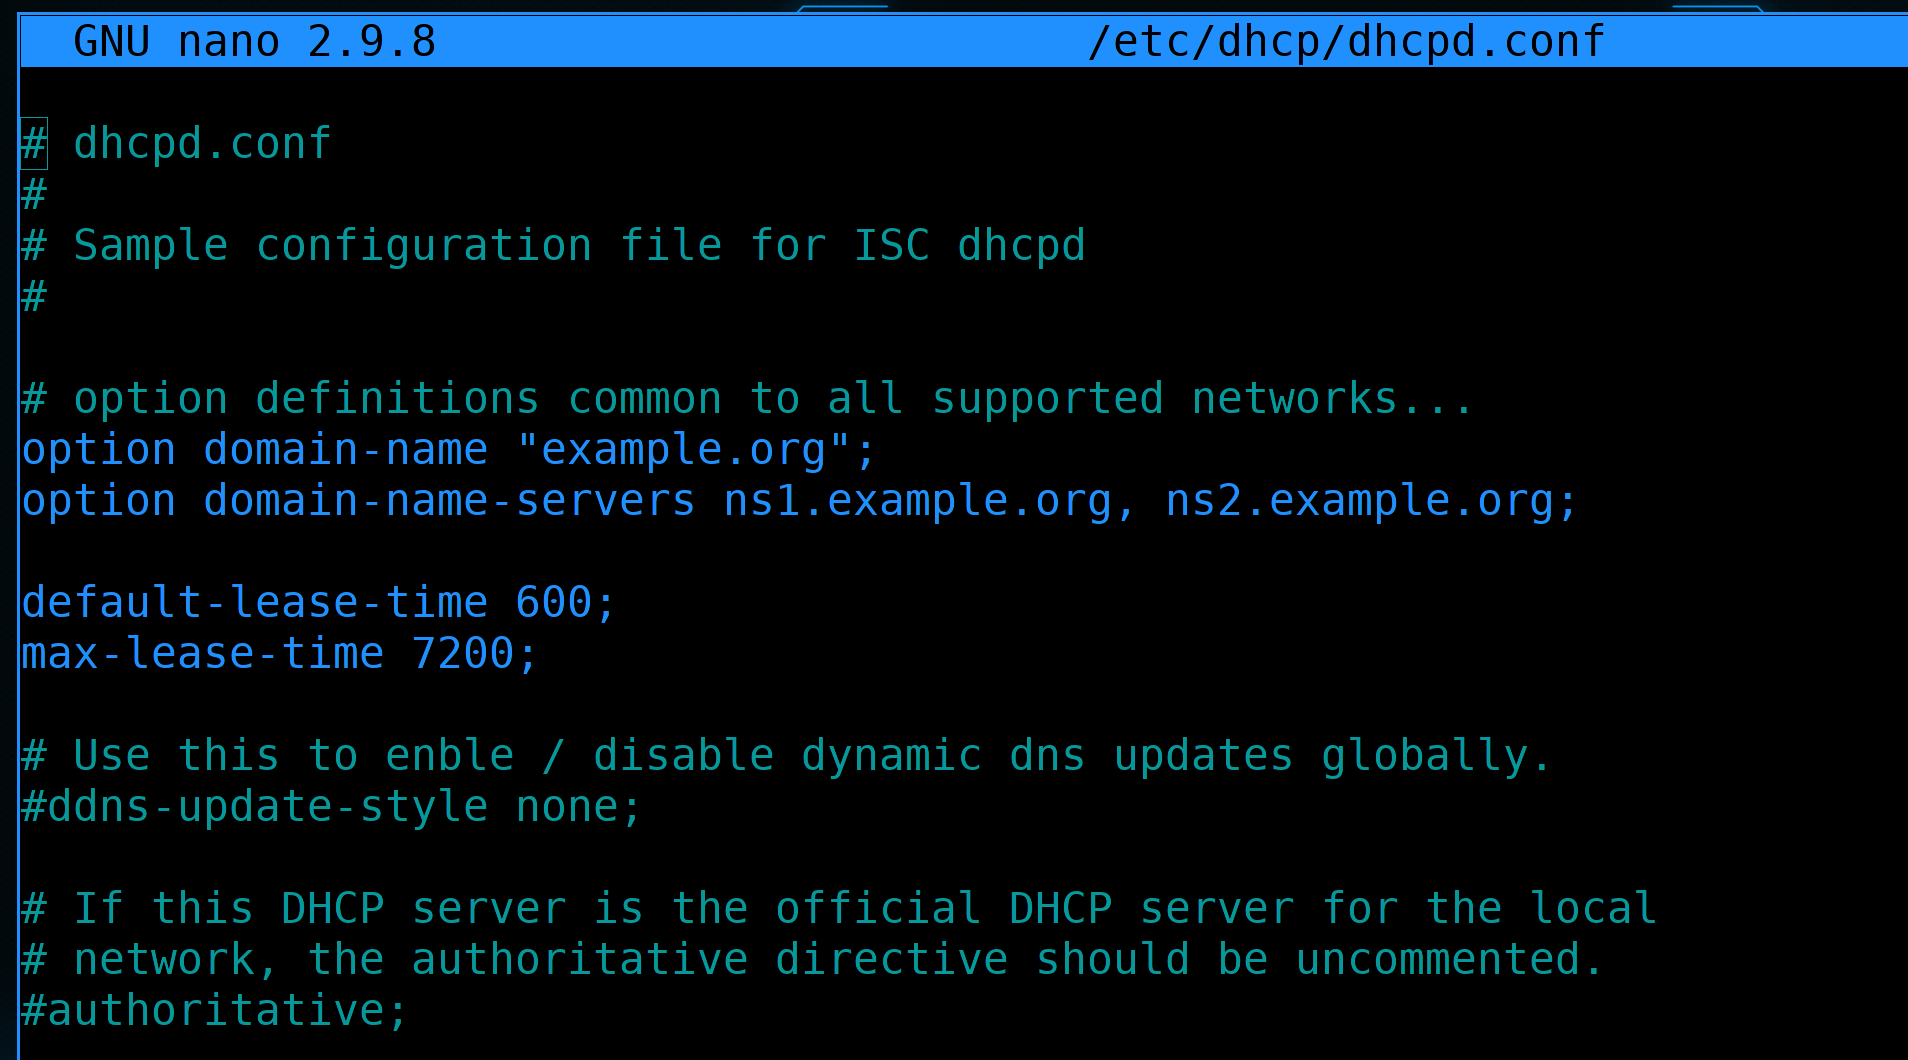 GNU nano 2.9.8 /etc/dhcp/dhcpd.conf
# dhcpd.conf
#
# Sample configuration file for ISC dhcpd
#
# option definitions common to all supported networks...
option domain-name "example.org";
option domain-name-servers ns1.example.org, ns2.example.org;
default-lease-time 600;
max-lease-time 7200;
# Use this to enble / disable dynamic dns updates globally.
#ddns-update-style none;
# If this DHCP server is the official DHCP server for the local
# network, the authoritative directive should be uncommented.
#authoritative;